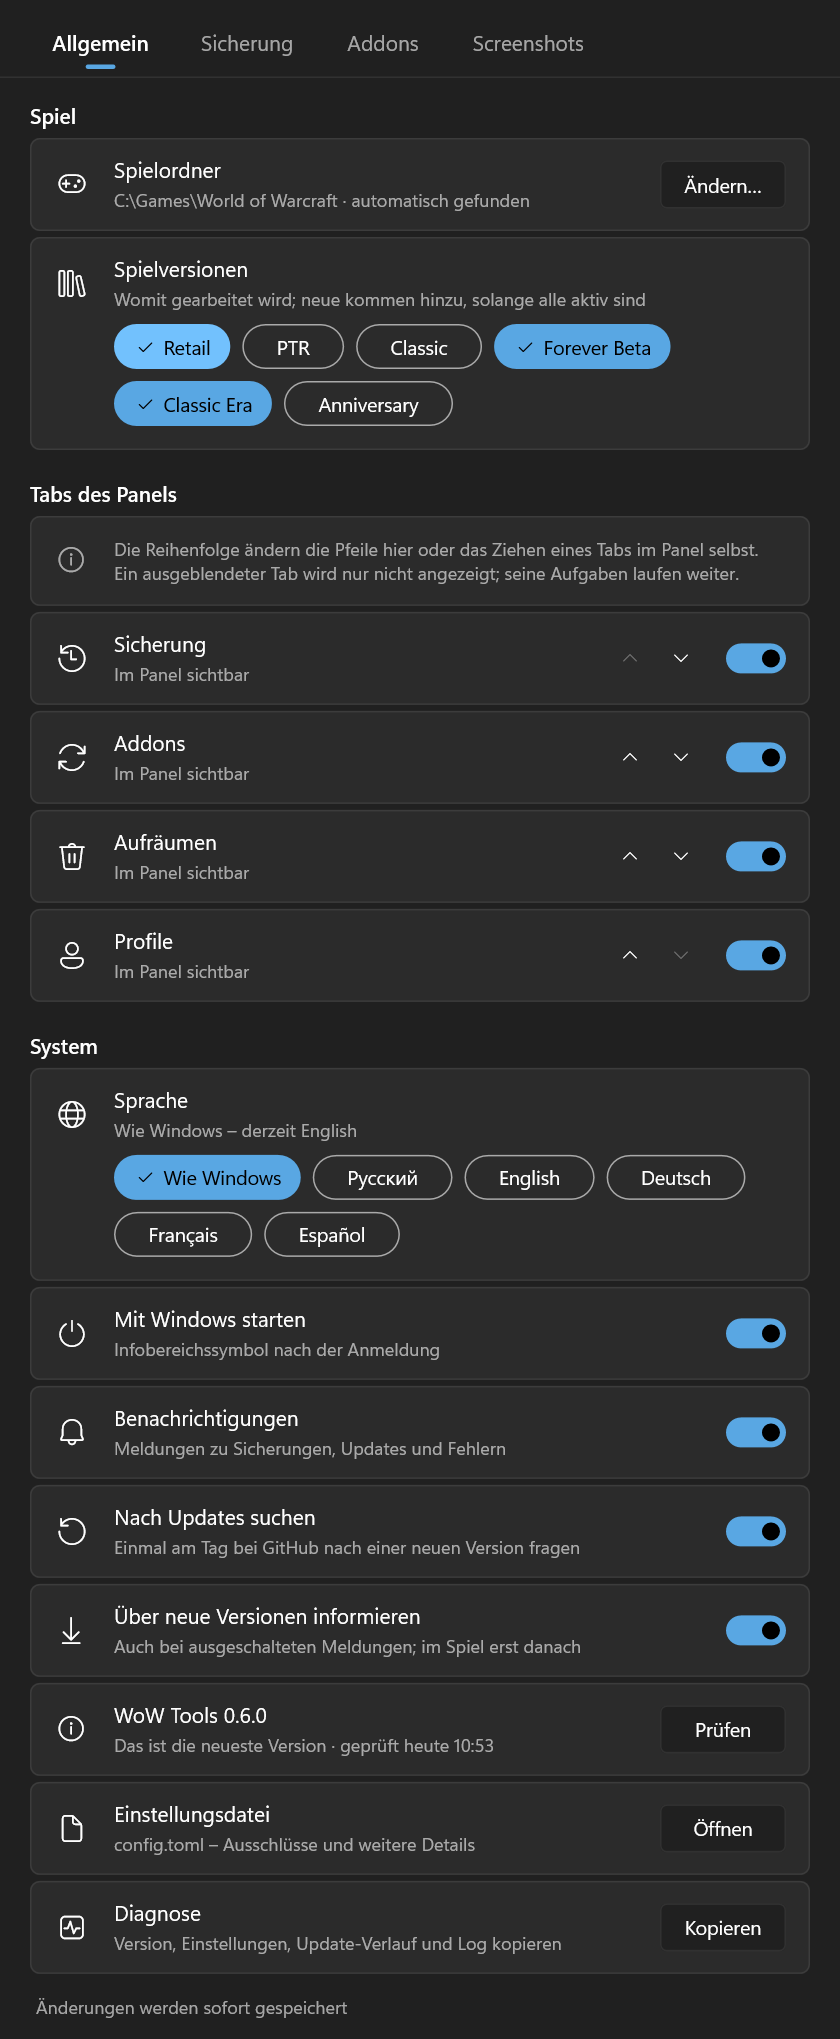 Allgemein Sicherung Addons Screenshots
Spiel
Spielordner
C:\Games\World of Warcraft · automatisch gefunden
Ändern...
Spielversionen
Womit gearbeitet wird; neue kommen hinzu, solange alle aktiv sind
Retail PTR Classic Forever Beta
Classic Era Anniversary
Tabs des Panels
Die Reihenfolge ändern die Pfeile hier oder das Ziehen eines Tabs im Panel selbst.
Ein ausgeblendeter Tab wird nur nicht angezeigt; seine Aufgaben laufen weiter.
Sicherung
Im Panel sichtbar
Addons
Im Panel sichtbar
Aufräumen
Im Panel sichtbar
Profile
Im Panel sichtbar
System
Sprache
Wie Windows – derzeit English
Wie Windows Русский English Deutsch
Français Español
Mit Windows starten
Infobereichssymbol nach der Anmeldung
Benachrichtigungen
Meldungen zu Sicherungen, Updates und Fehlern
Nach Updates suchen
Einmal am Tag bei GitHub nach einer neuen Version fragen
Über neue Versionen informieren
Auch bei ausgeschalteten Meldungen; im Spiel erst danach
WoW Tools 0.6.0
Das ist die neueste Version · geprüft heute 10:53
Prüfen
Einstellungsdatei
config.toml – Ausschlüsse und weitere Details
Öffnen
Diagnose
Version, Einstellungen, Update-Verlauf und Log kopieren
Kopieren
Änderungen werden sofort gespeichert